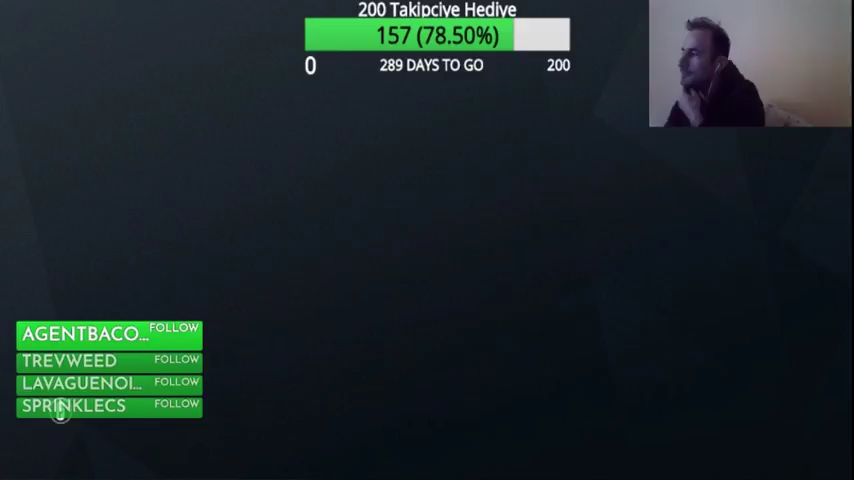 200 Takipçiye Hediye
157 (78.50%)
0 289 DAYS TO GO 200
AGENTBACO... FOLLOW
TREVWEED FOLLOW
LAVAGUENOI... FOLLOW
SPRINKLECS FOLLOW